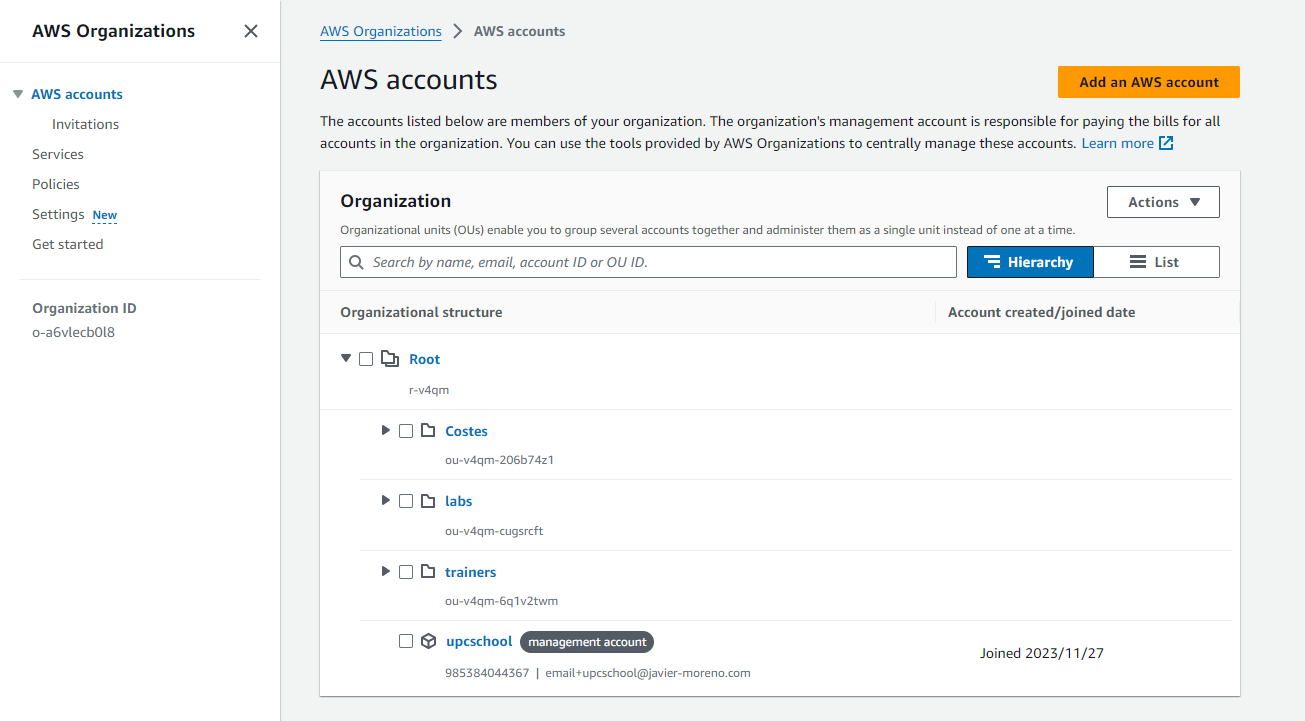 AWS Organizations
AWS accounts
Invitations
Services
Policies
Settings New
Get started
Organization ID
o-a6vlecb0l8
AWS Organizations > AWS accounts
AWS accounts
Add an AWS account
The accounts listed below are members of your organization. The organization's management account is responsible for paying the bills for all
accounts in the organization. You can use the tools provided by AWS Organizations to centrally manage these accounts. Learn more
Organization
Actions
Organizational units (OUs) enable you to group several accounts together and administer them as a single unit instead of one at a time.
Search by name, email, account ID or OU ID.
Hierarchy
List
Organizational structure
Account created/joined date
Root
r-v4qm
Costes
ou-v4qm-206b74z1
labs
ou-v4qm-cugsrcft
trainers
ou-v4qm-6q1v2twm
upcschool management account
Joined 2023/11/27
985384044367 | email+upcschool@javier-moreno.com